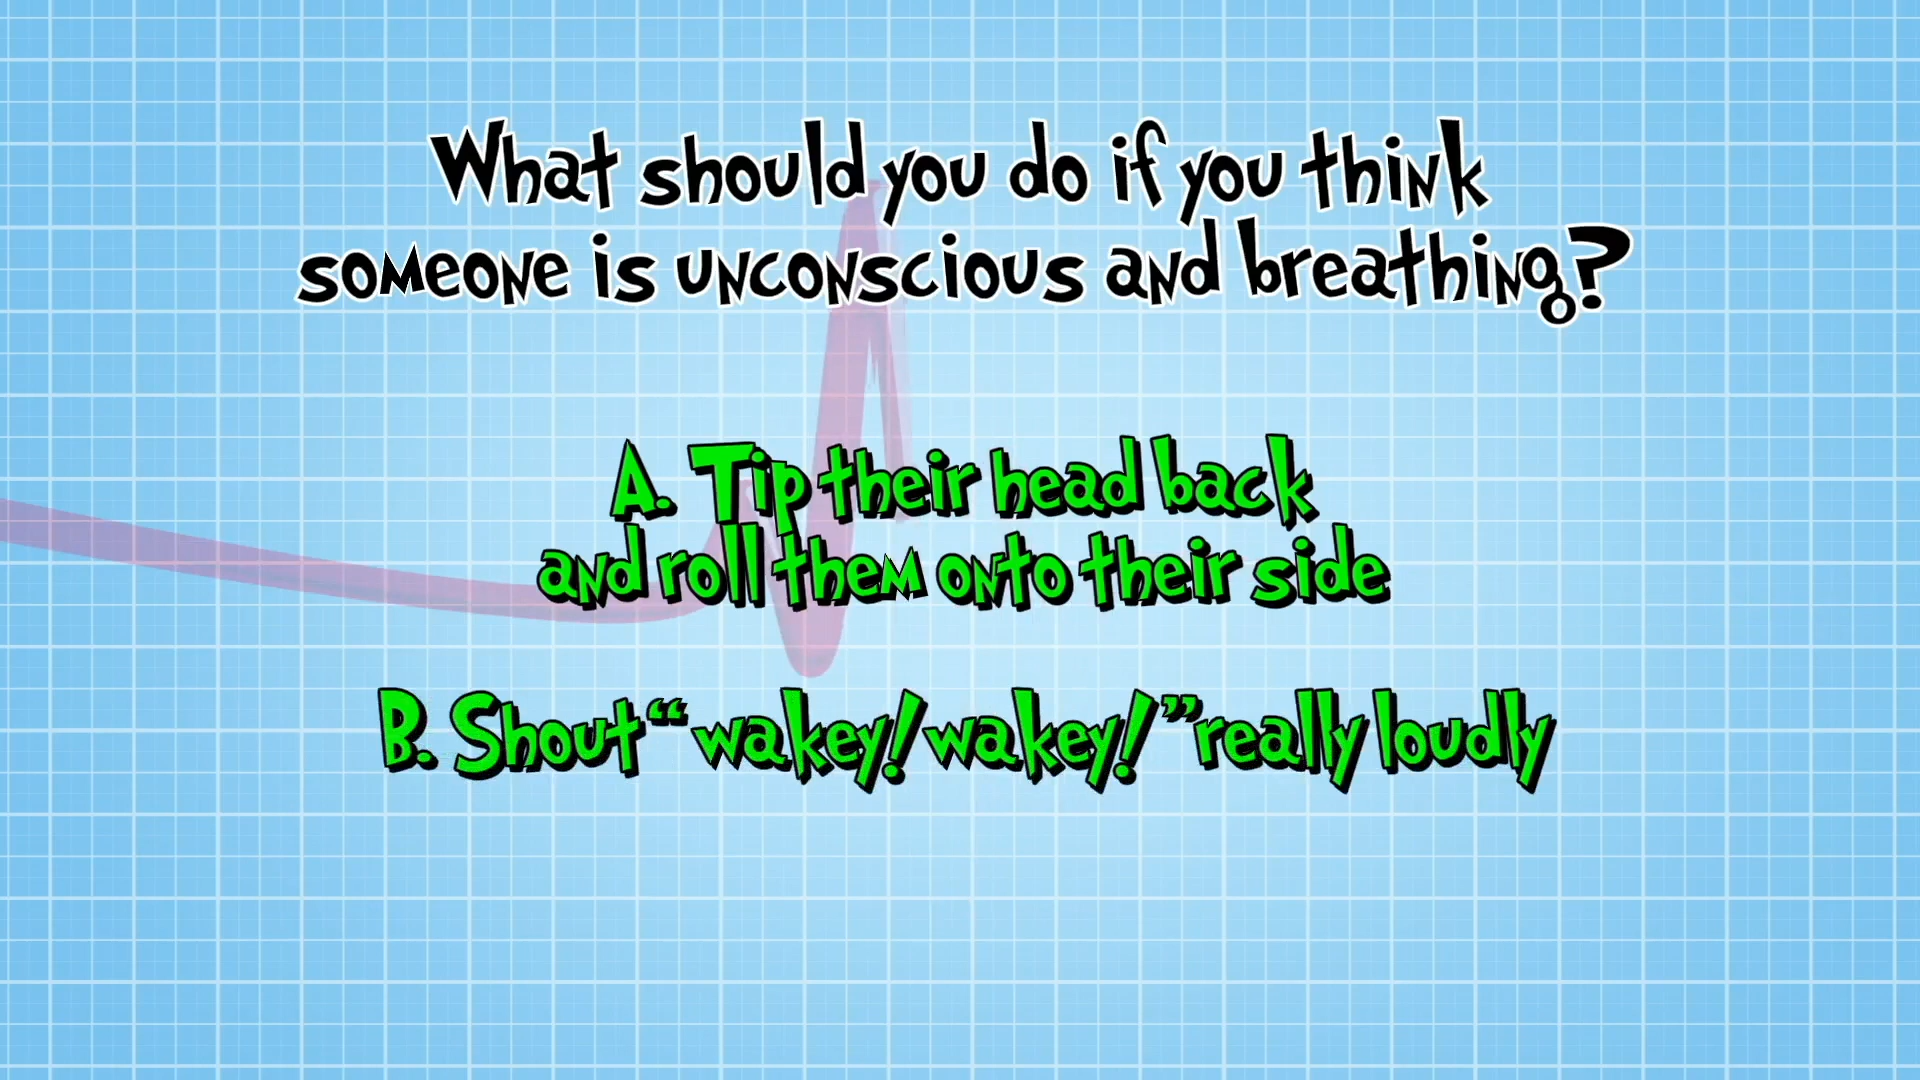 What should you do if you think
someone is unconscious and breathing?
A. Tip their head back
and roll them onto their side
B. Shout “wakey! wakey!” really loudly